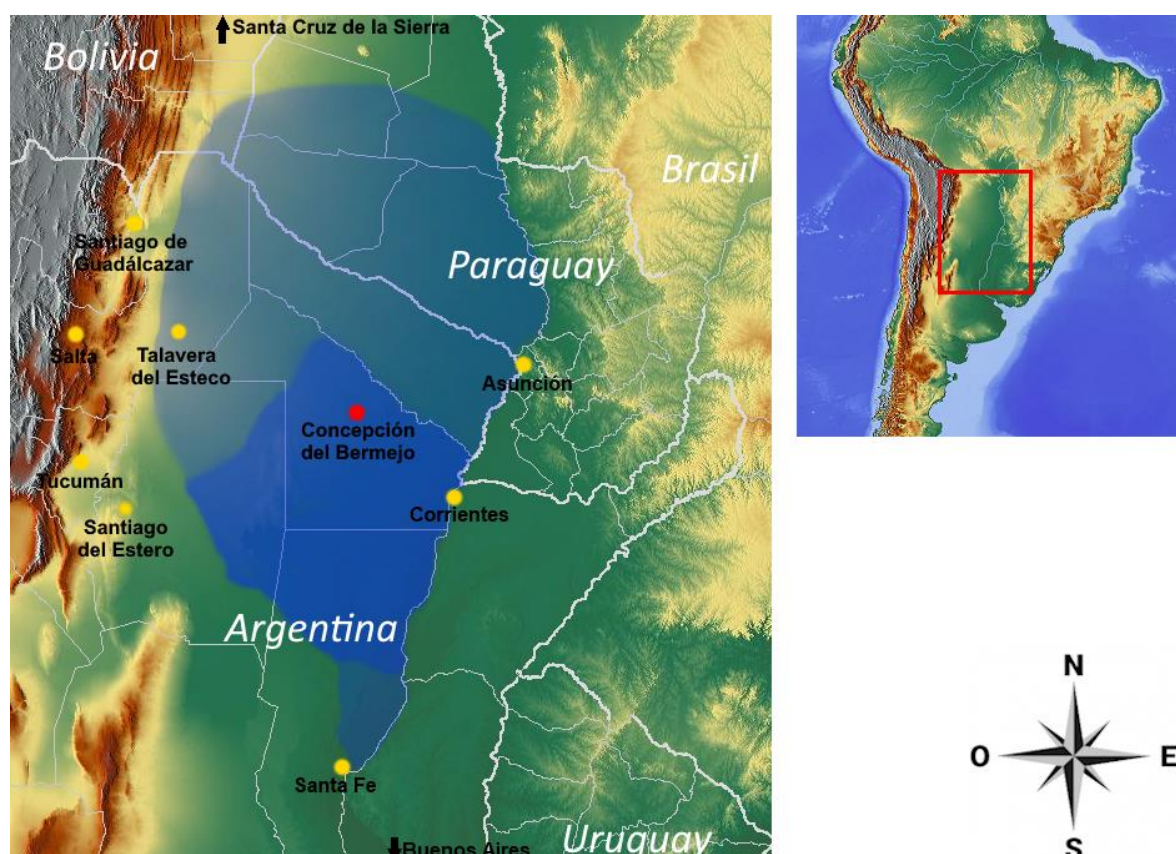 Santa Cruz de la Sierra
Bolivia
Brasil
Santiago de
Guadálcazar
Paraguay
Salta
Talavera
del Esteco
Asunción
Concepción
del Bermejo
Tucumán
Corrientes
Santiago
del Estero
Argentina
Santa Fe
Uruguay
Buenos Aires
N
O
E
S